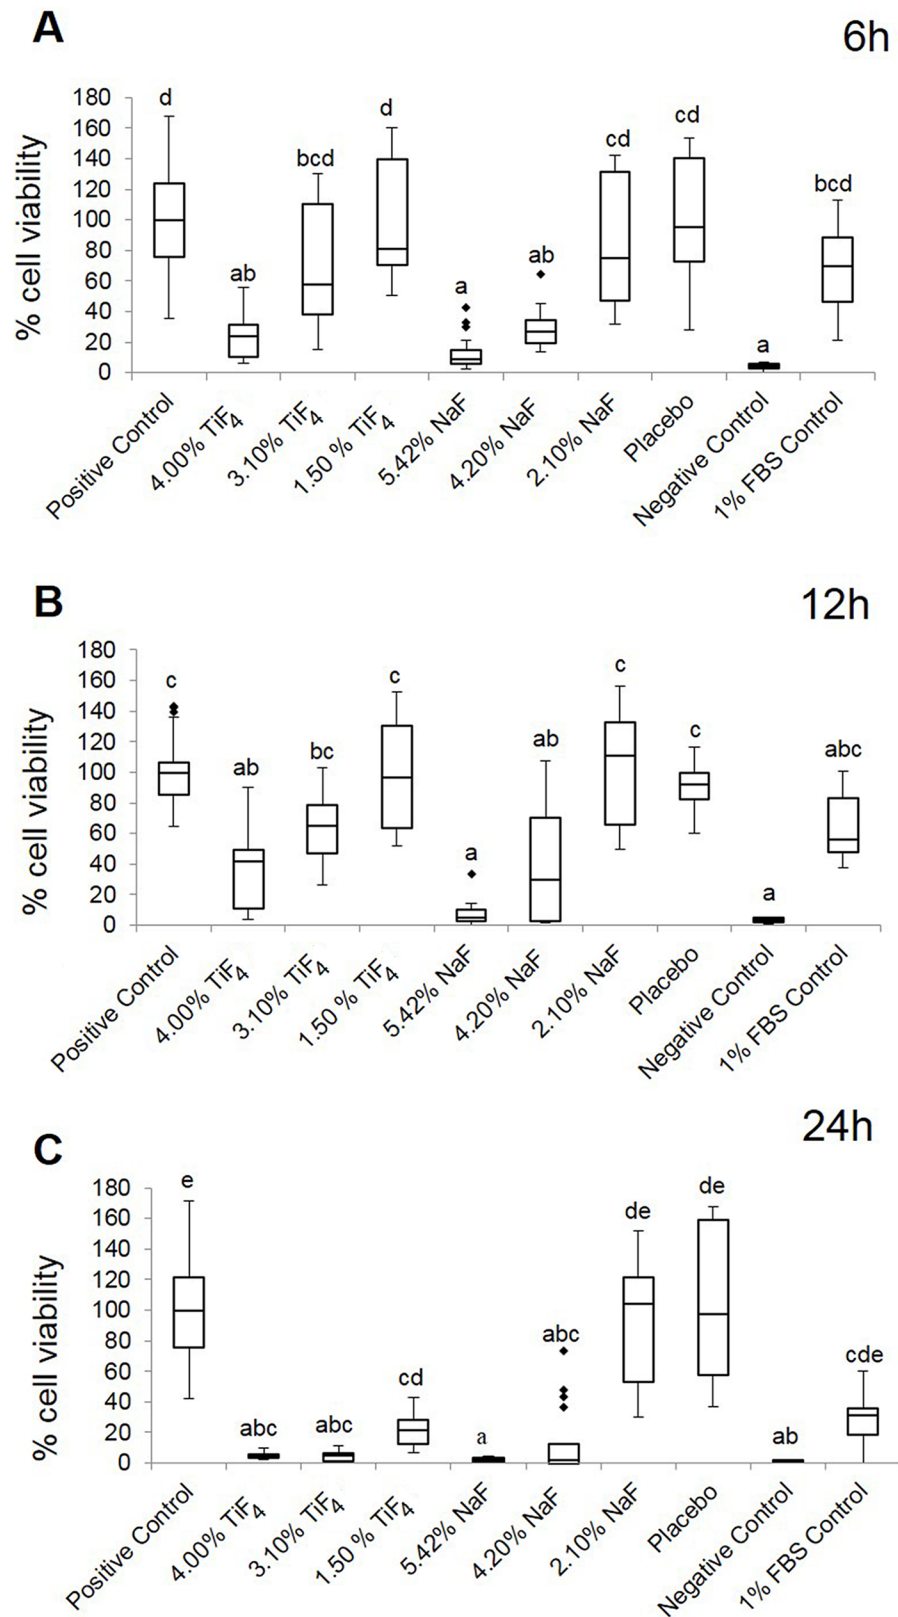 A
6h
% cell viability
180
160
140
120
100
80
60
40
20
0
d
ab
bcd
d
a
ab
cd
cd
a
bcd
Positive Control
4.00% TiF4
3.10% TiF4
1.50 % TiF4
5.42% NaF
4.20% NaF
2.10% NaF
Placebo
Negative Control
1% FBS Control
B
12h
% cell viability
180
160
140
120
100
80
60
40
20
0
c
ab
bc
c
a
ab
c
c
a
abc
Positive Control
4.00% TiF4
3.10% TiF4
1.50 % TiF4
5.42% NaF
4.20% NaF
2.10% NaF
Placebo
Negative Control
1% FBS Control
C
24h
% cell viability
180
160
140
120
100
80
60
40
20
0
e
abc
abc
cd
a
abc
de
de
ab
cde
Positive Control
4.00% TiF4
3.10% TiF4
1.50 % TiF4
5.42% NaF
4.20% NaF
2.10% NaF
Placebo
Negative Control
1% FBS Control